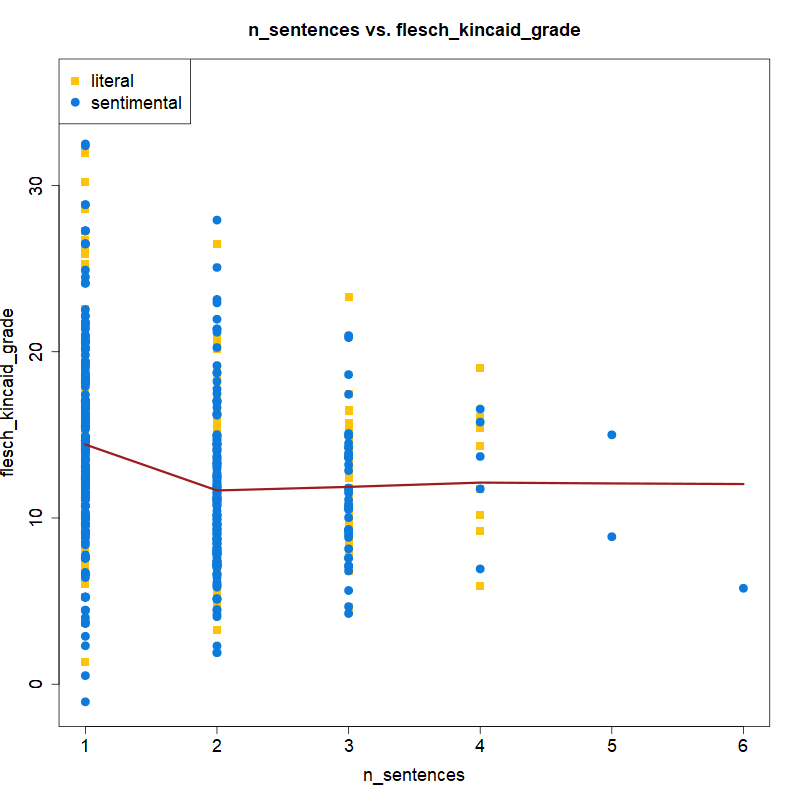 n_sentences vs. flesch_kincaid_grade
literal
sentimental
flesch_kincaid_grade
30
20
10
0
1 2 3 4 5 6
n_sentences